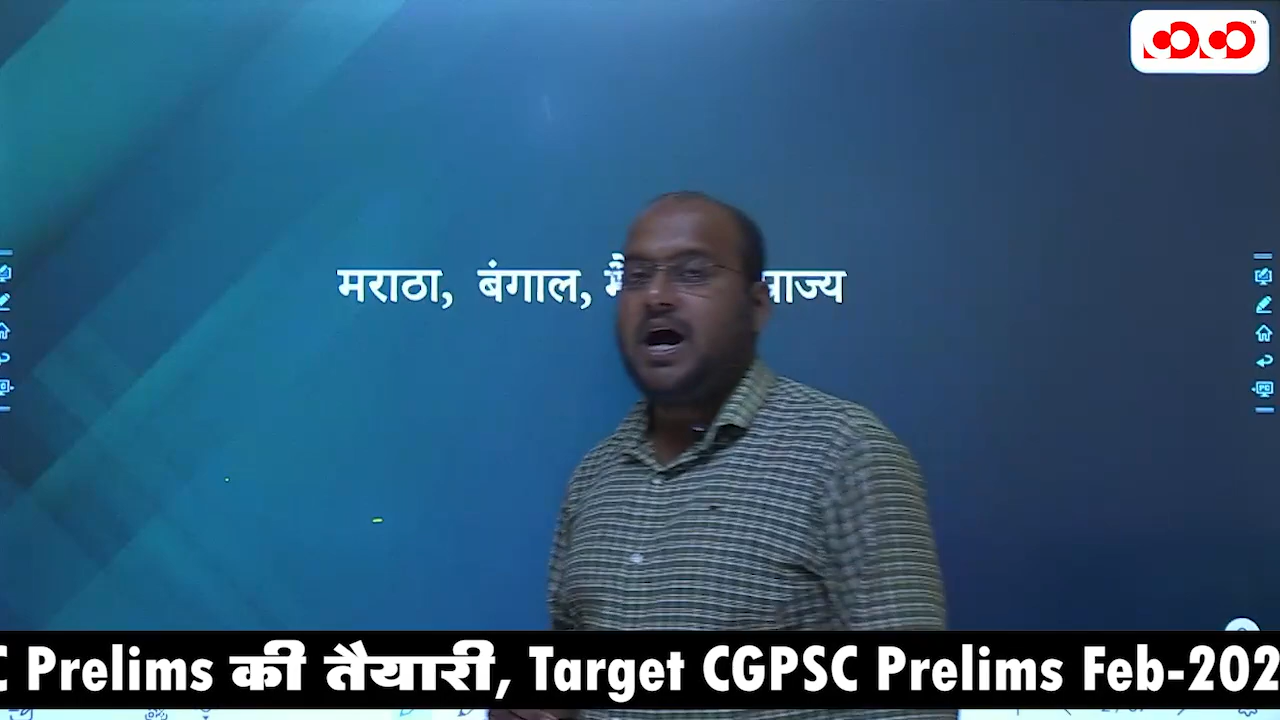 मराठा, बंगाल,
Prelims की तैयारी, Target CGPSC Prelims Feb-202